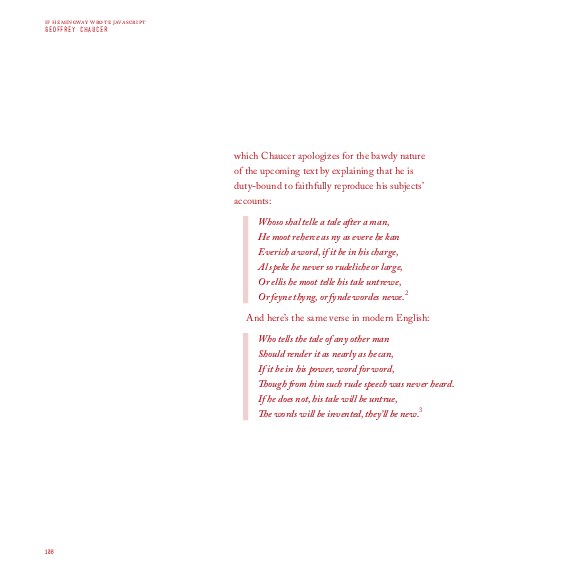 IF HEMINGWAY WROTE JAVASCRIPT
GEOFFREY CHAUCER
which Chaucer apologizes for the bawdy nature
of the upcoming text by explaining that he is
duty-bound to faithfully reproduce his subjects’
accounts:
Whoso shal telle a tale after a man,
He moot reherce as ny as evere he kan
Everich a word, if it be in his charge,
Al speke he never so rudeliche or large,
Or ellis he moot telle his tale untrewe,
Or feyne thyng, or fynde wordes newe.2
And here’s the same verse in modern English:
Who tells the tale of any other man
Should render it as nearly as he can,
If it be in his power, word for word,
Though from him such rude speech was never heard.
If he does not, his tale will be untrue,
The words will be invented, they’ll be new.3
108